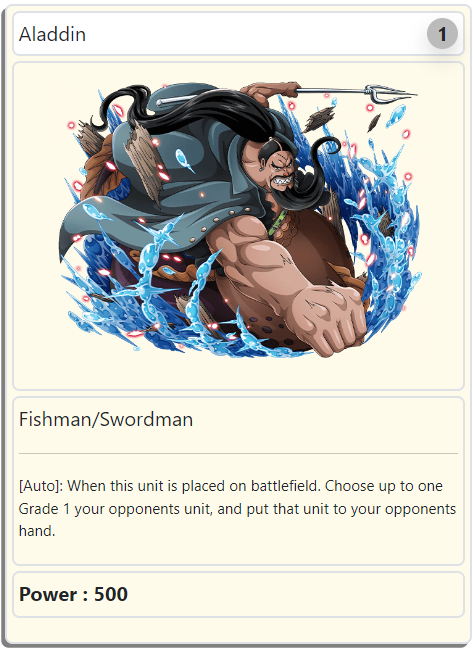 Aladdin
1
Fishman/Swordman
[Auto]: When this unit is placed on battlefield. Choose up to one
Grade 1 your opponents unit, and put that unit to your opponents
hand.
Power : 500